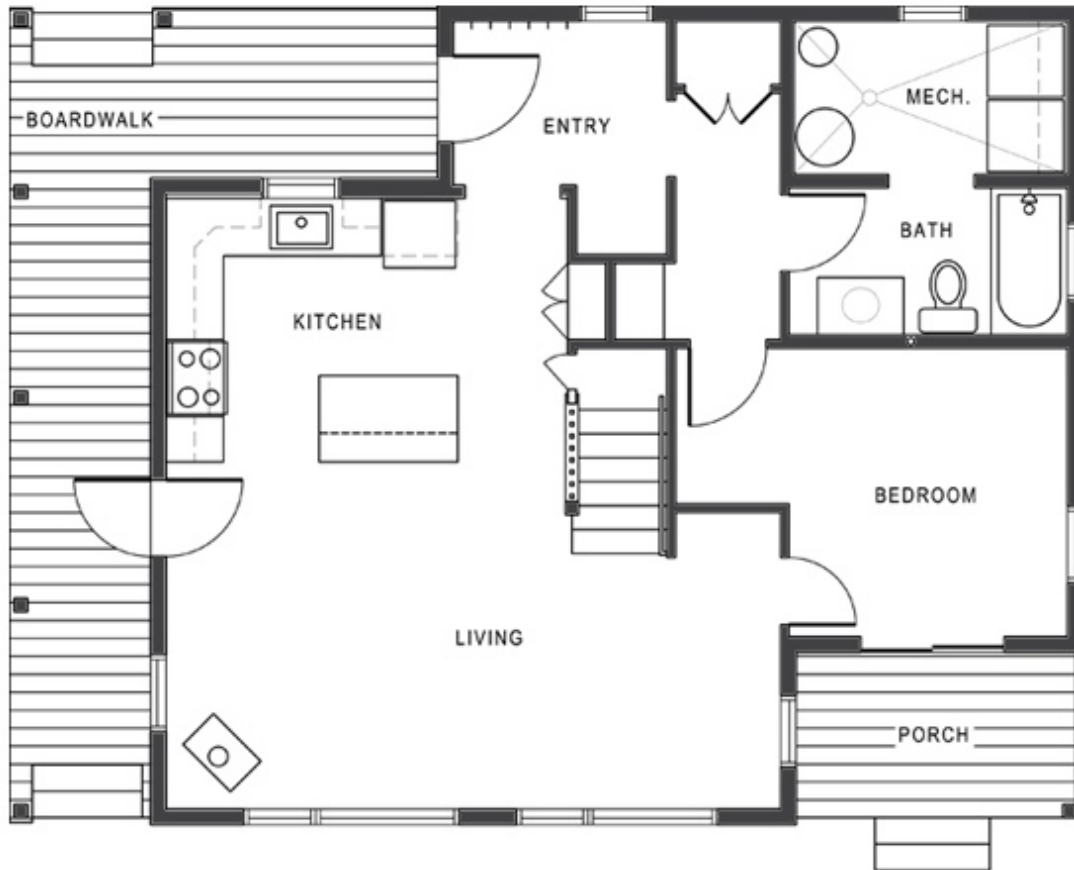 MECH.
BOARDWALK
ENTRY
BATH
KITCHEN
BEDROOM
LIVING
PORCH